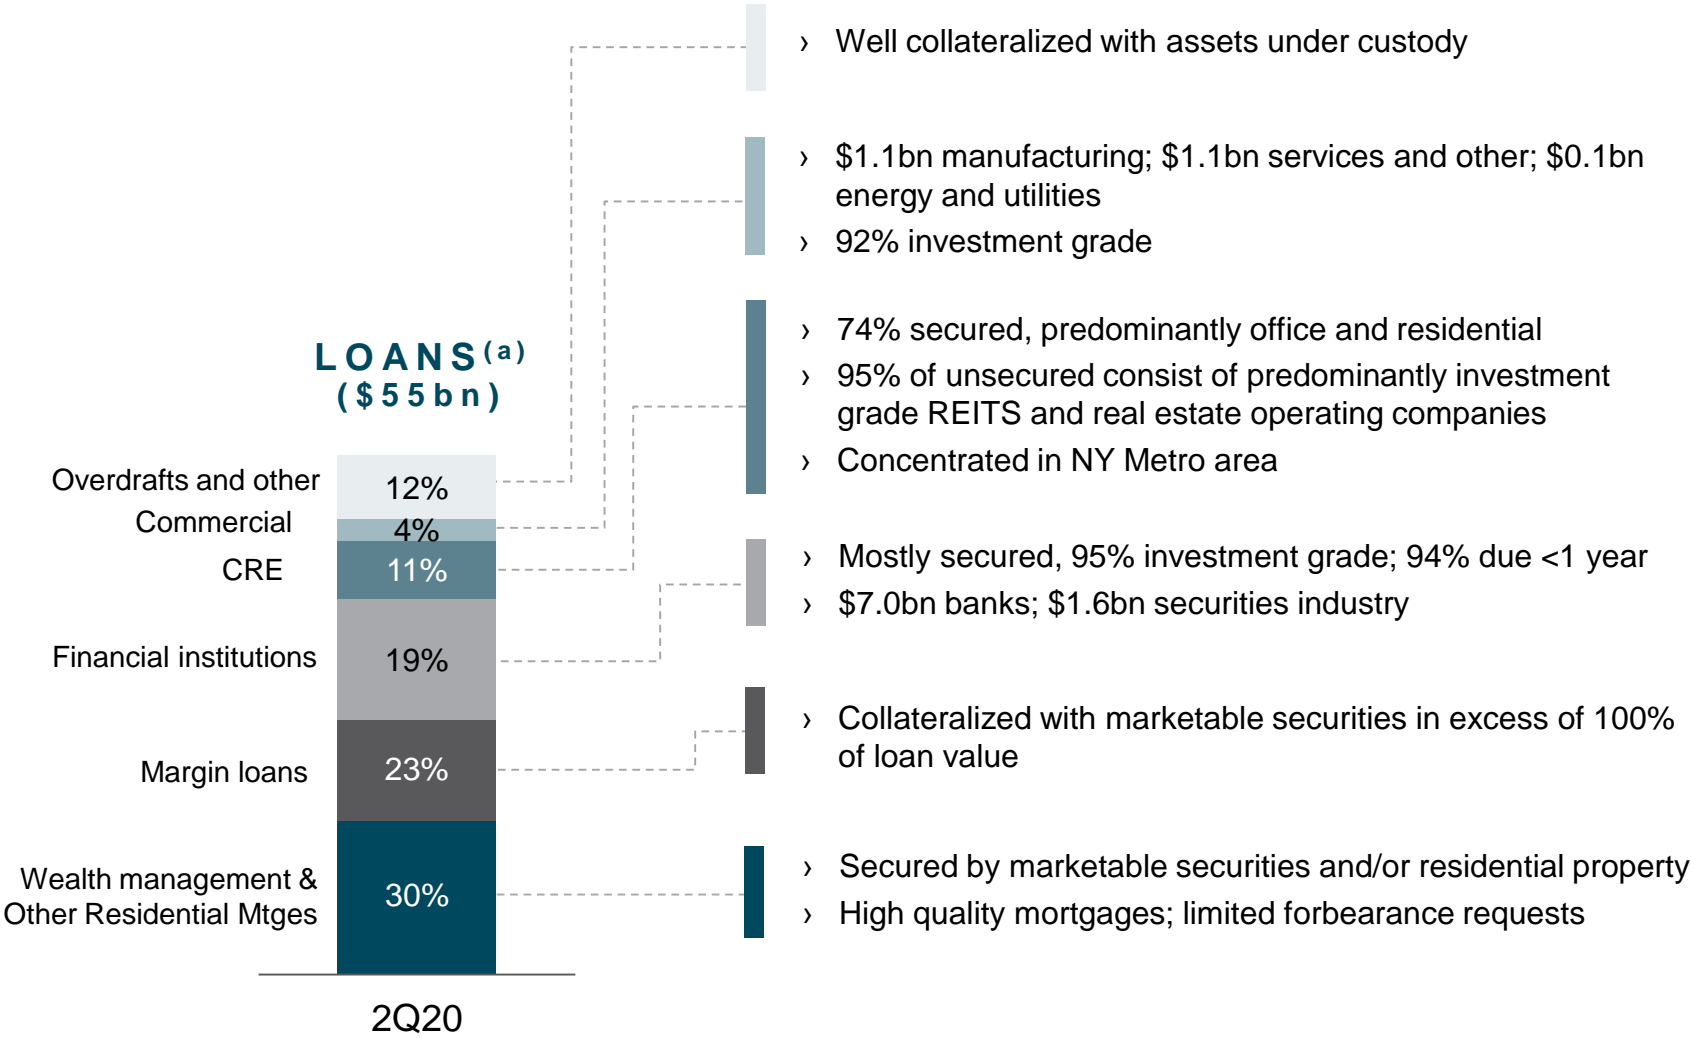 LOANS(a)
($55bn)
Overdrafts and other
12%
Commercial
4%
CRE
11%
Financial institutions
19%
Margin loans
23%
Wealth management &
Other Residential Mtges
30%
2Q20
› Well collateralized with assets under custody
› $1.1bn manufacturing; $1.1bn services and other; $0.1bn
energy and utilities
› 92% investment grade
› 74% secured, predominantly office and residential
› 95% of unsecured consist of predominantly investment
grade REITS and real estate operating companies
› Concentrated in NY Metro area
› Mostly secured, 95% investment grade; 94% due <1 year
› $7.0bn banks; $1.6bn securities industry
› Collateralized with marketable securities in excess of 100%
of loan value
› Secured by marketable securities and/or residential property
› High quality mortgages; limited forbearance requests